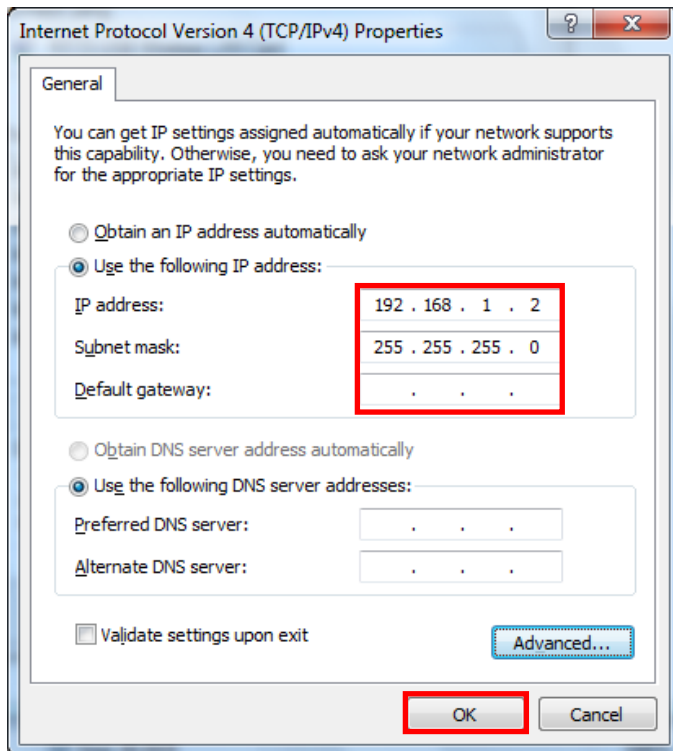 Internet Protocol Version 4 (TCP/IPv4) Properties
?
X
General
You can get IP settings assigned automatically if your network supports
this capability. Otherwise, you need to ask your network administrator
for the appropriate IP settings.
Obtain an IP address automatically
Use the following IP address:
IP address: 192 . 168 . 1 . 2
Subnet mask: 255 . 255 . 255 . 0
Default gateway: . . .
Obtain DNS server address automatically
Use the following DNS server addresses:
Preferred DNS server: . . .
Alternate DNS server: . . .
Validate settings upon exit
Advanced...
OK Cancel